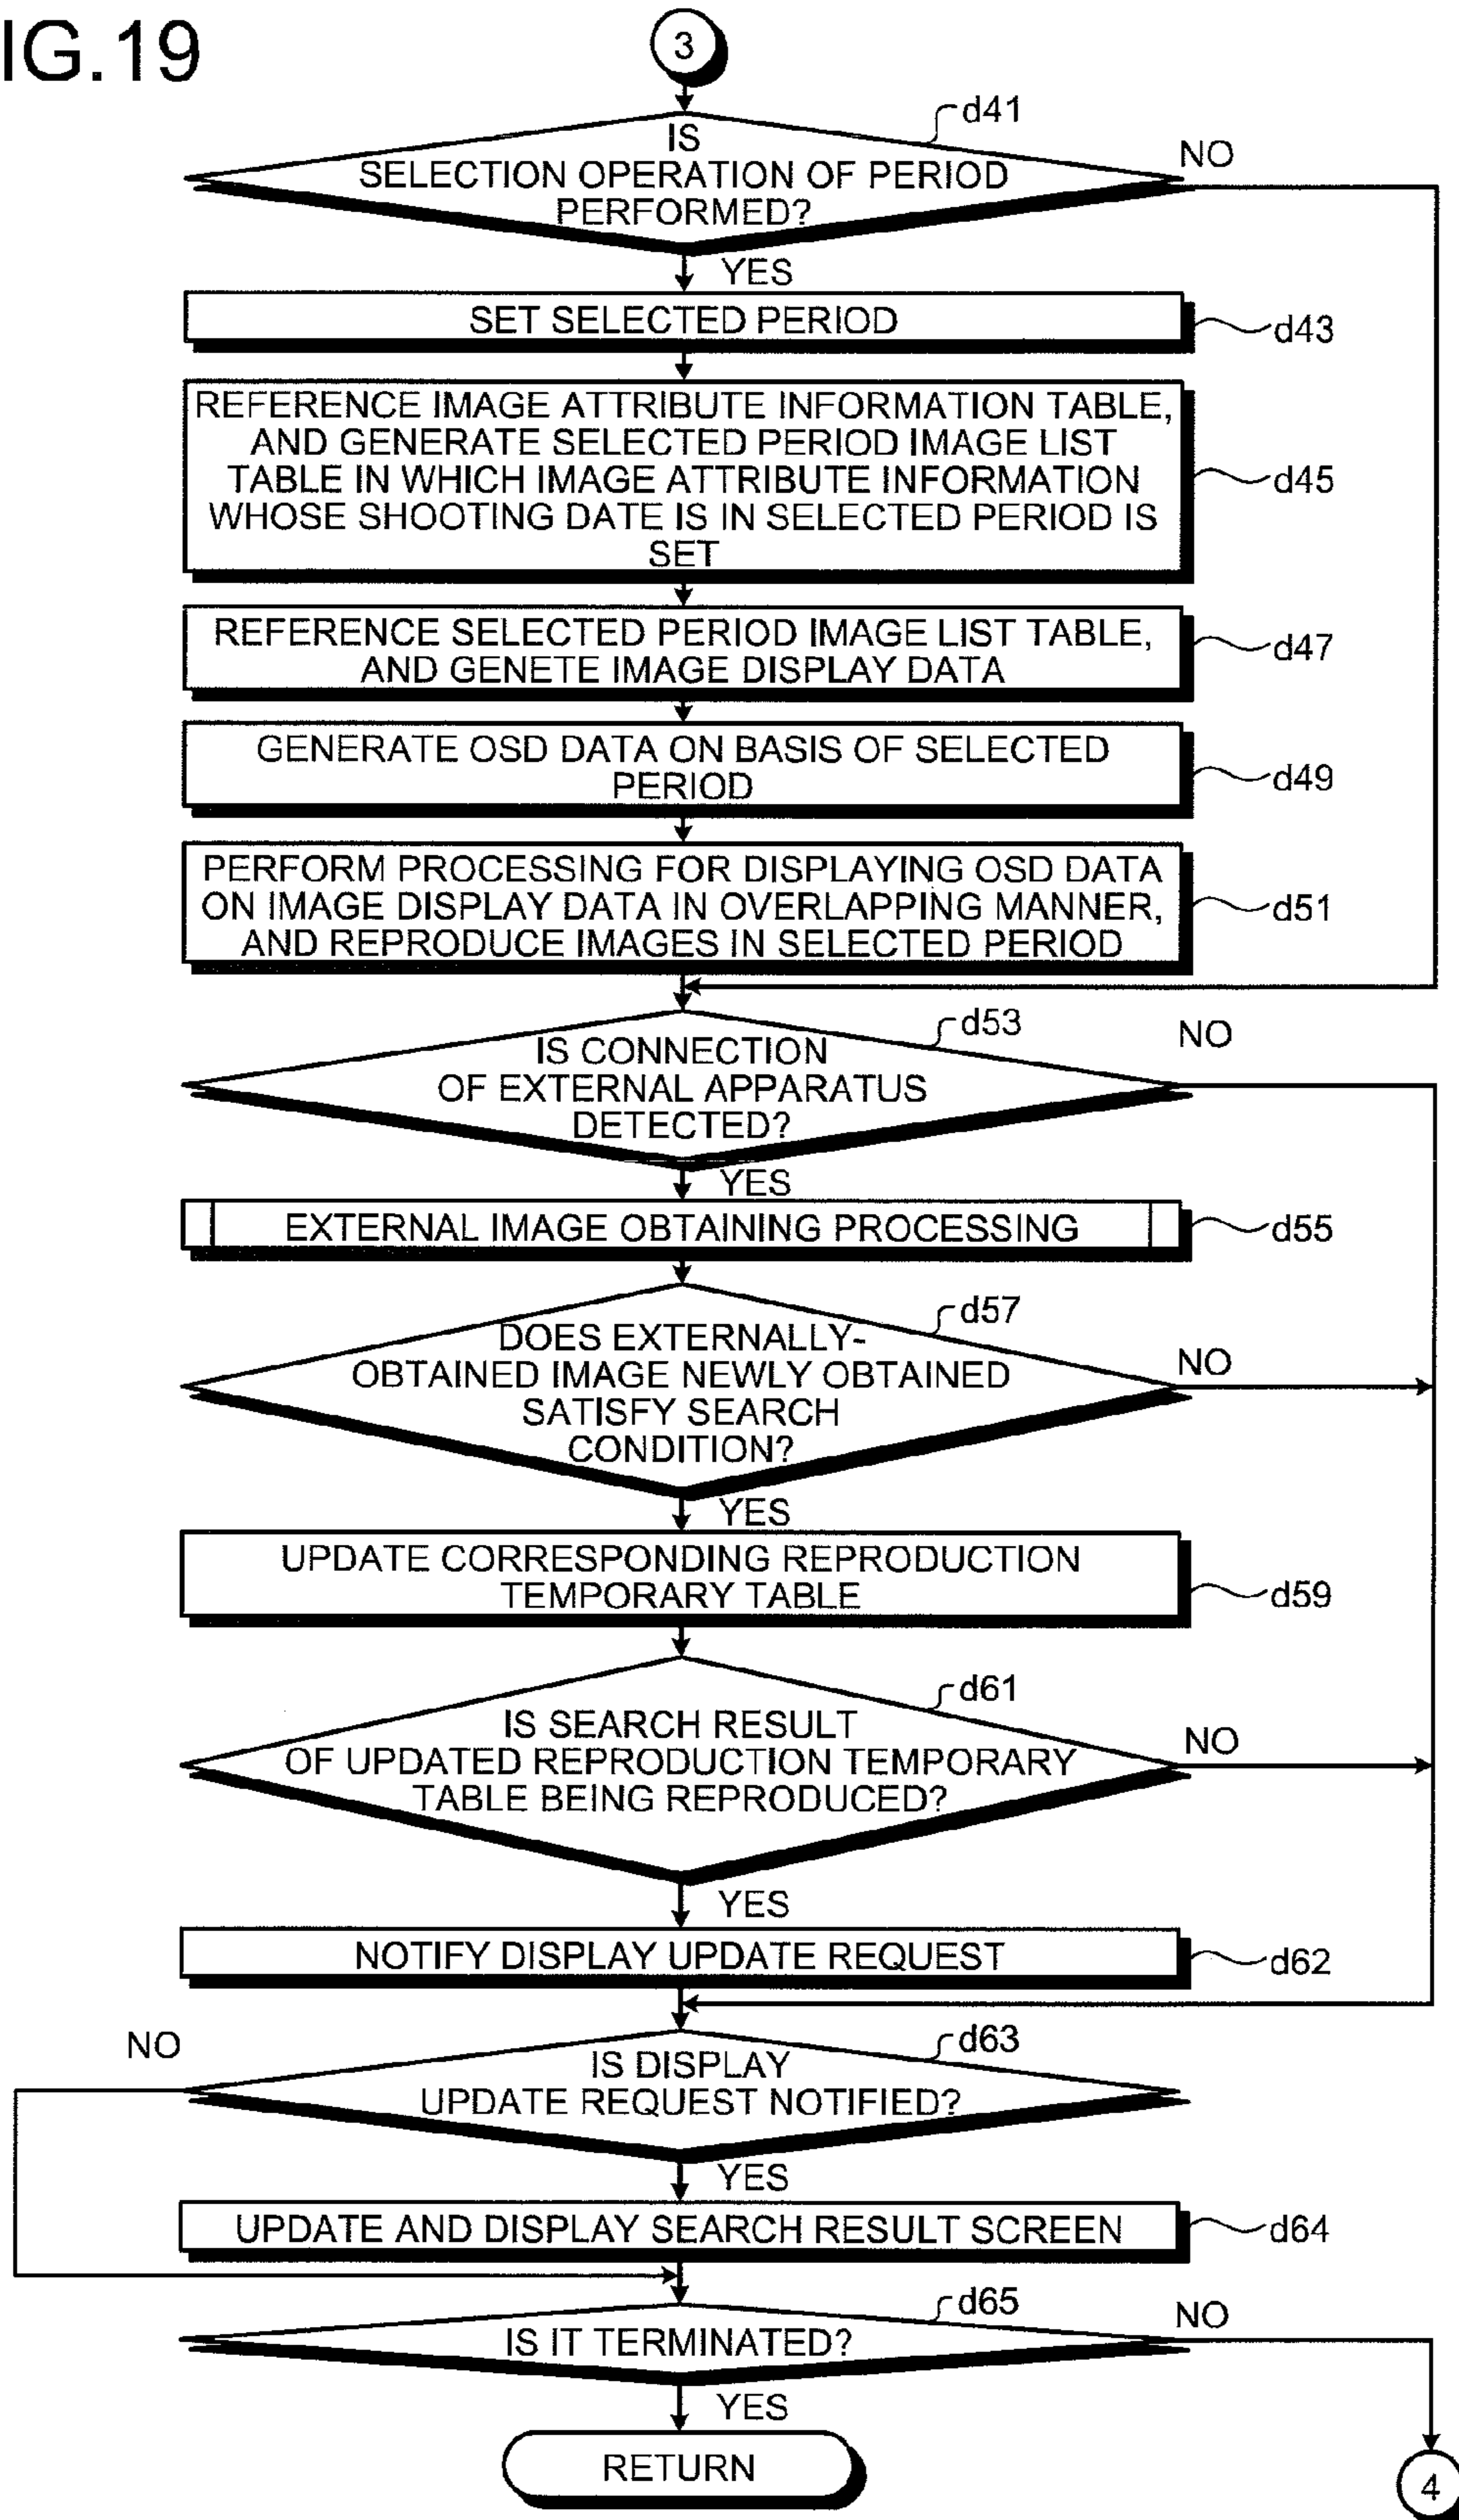 IG.19
3
d41
IS
SELECTION OPERATION OF PERIOD
PERFORMED?
NO
YES
SET SELECTED PERIOD
d43
REFERENCE IMAGE ATTRIBUTE INFORMATION TABLE,
AND GENERATE SELECTED PERIOD IMAGE LIST
TABLE IN WHICH IMAGE ATTRIBUTE INFORMATION
WHOSE SHOOTING DATE IS IN SELECTED PERIOD IS
SET
d45
REFERENCE SELECTED PERIOD IMAGE LIST TABLE,
AND GENETE IMAGE DISPLAY DATA
d47
GENERATE OSD DATA ON BASIS OF SELECTED
PERIOD
d49
PERFORM PROCESSING FOR DISPLAYING OSD DATA
ON IMAGE DISPLAY DATA IN OVERLAPPING MANNER,
AND REPRODUCE IMAGES IN SELECTED PERIOD
d51
d53
IS CONNECTION
OF EXTERNAL APPARATUS
DETECTED?
NO
YES
EXTERNAL IMAGE OBTAINING PROCESSING
d55
d57
DOES EXTERNALLY-
OBTAINED IMAGE NEWLY OBTAINED
SATISFY SEARCH
CONDITION?
NO
YES
UPDATE CORRESPONDING REPRODUCTION
TEMPORARY TABLE
d59
d61
IS SEARCH RESULT
OF UPDATED REPRODUCTION TEMPORARY
TABLE BEING REPRODUCED?
NO
YES
NOTIFY DISPLAY UPDATE REQUEST
d62
NO
d63
IS DISPLAY
UPDATE REQUEST NOTIFIED?
YES
UPDATE AND DISPLAY SEARCH RESULT SCREEN
d64
d65
IS IT TERMINATED?
NO
YES
RETURN
4